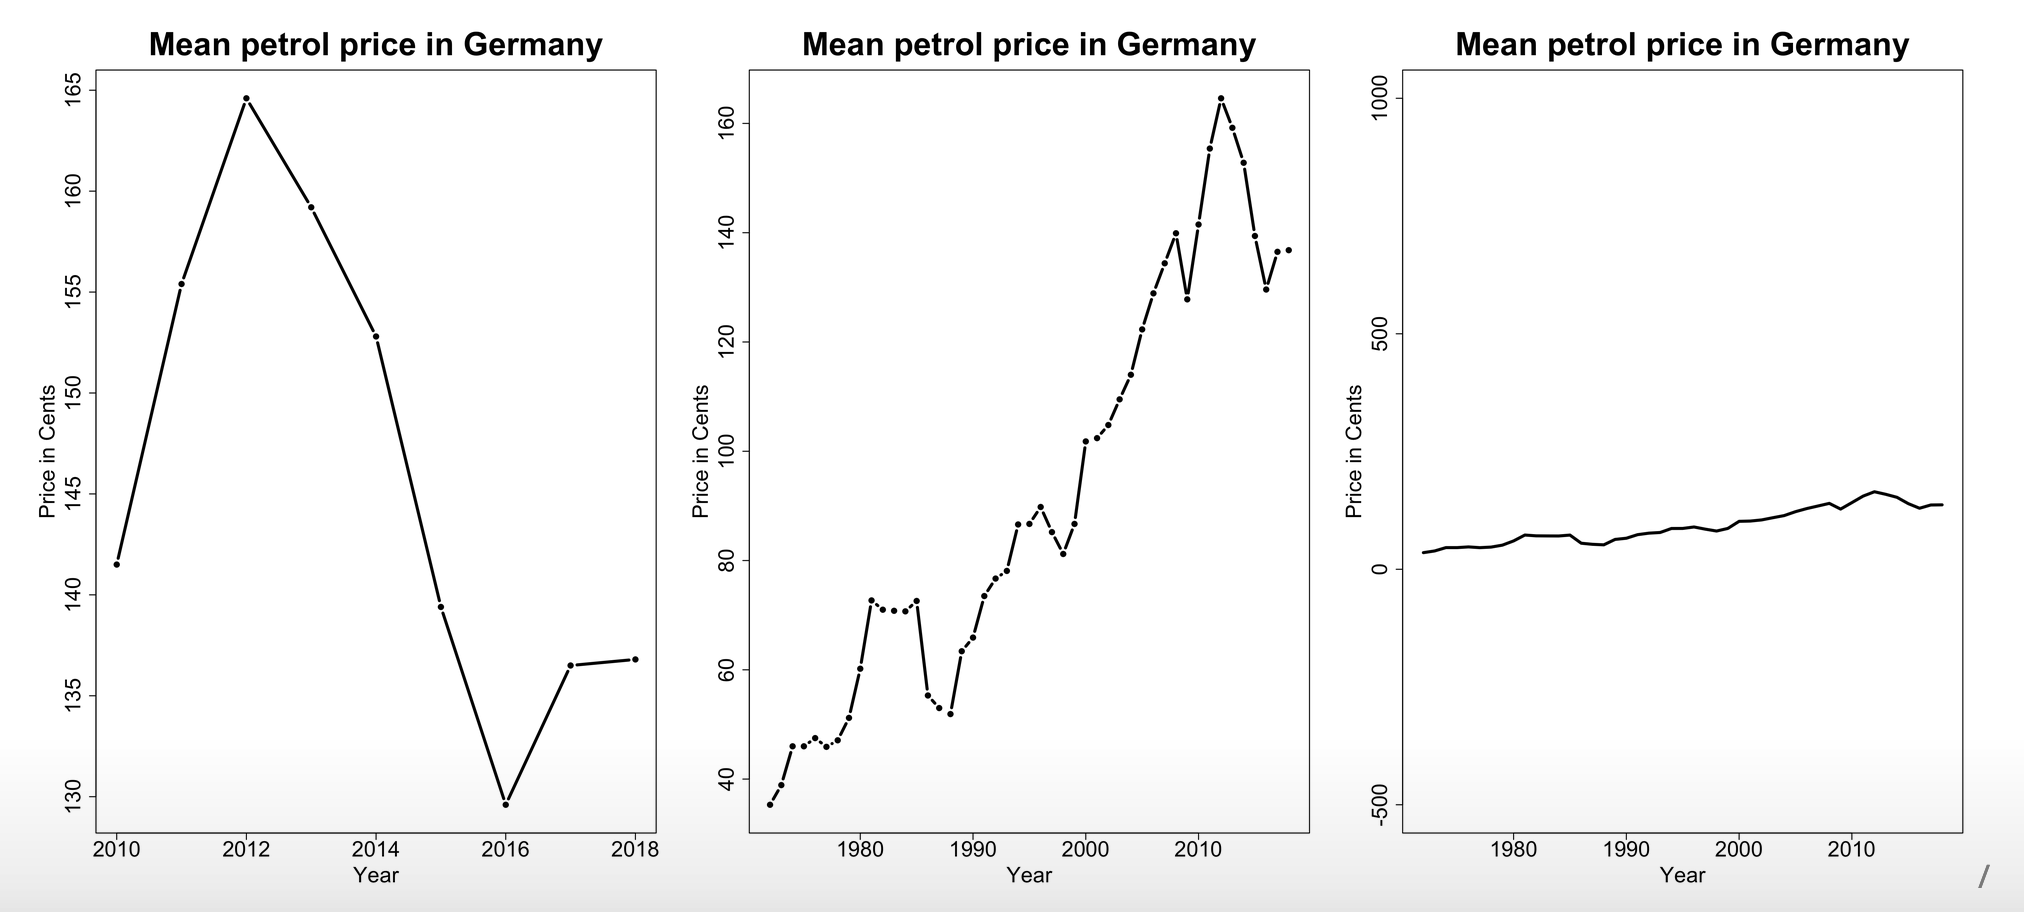 Mean petrol price in Germany
165
160
155
150
145
140
135
130
Price in Cents
2010 2012 2014 2016 2018
Year
Mean petrol price in Germany
160
140
120
100
80
60
40
Price in Cents
1980 1990 2000 2010
Year
Mean petrol price in Germany
1000
500
0
-500
Price in Cents
1980 1990 2000 2010
Year
/